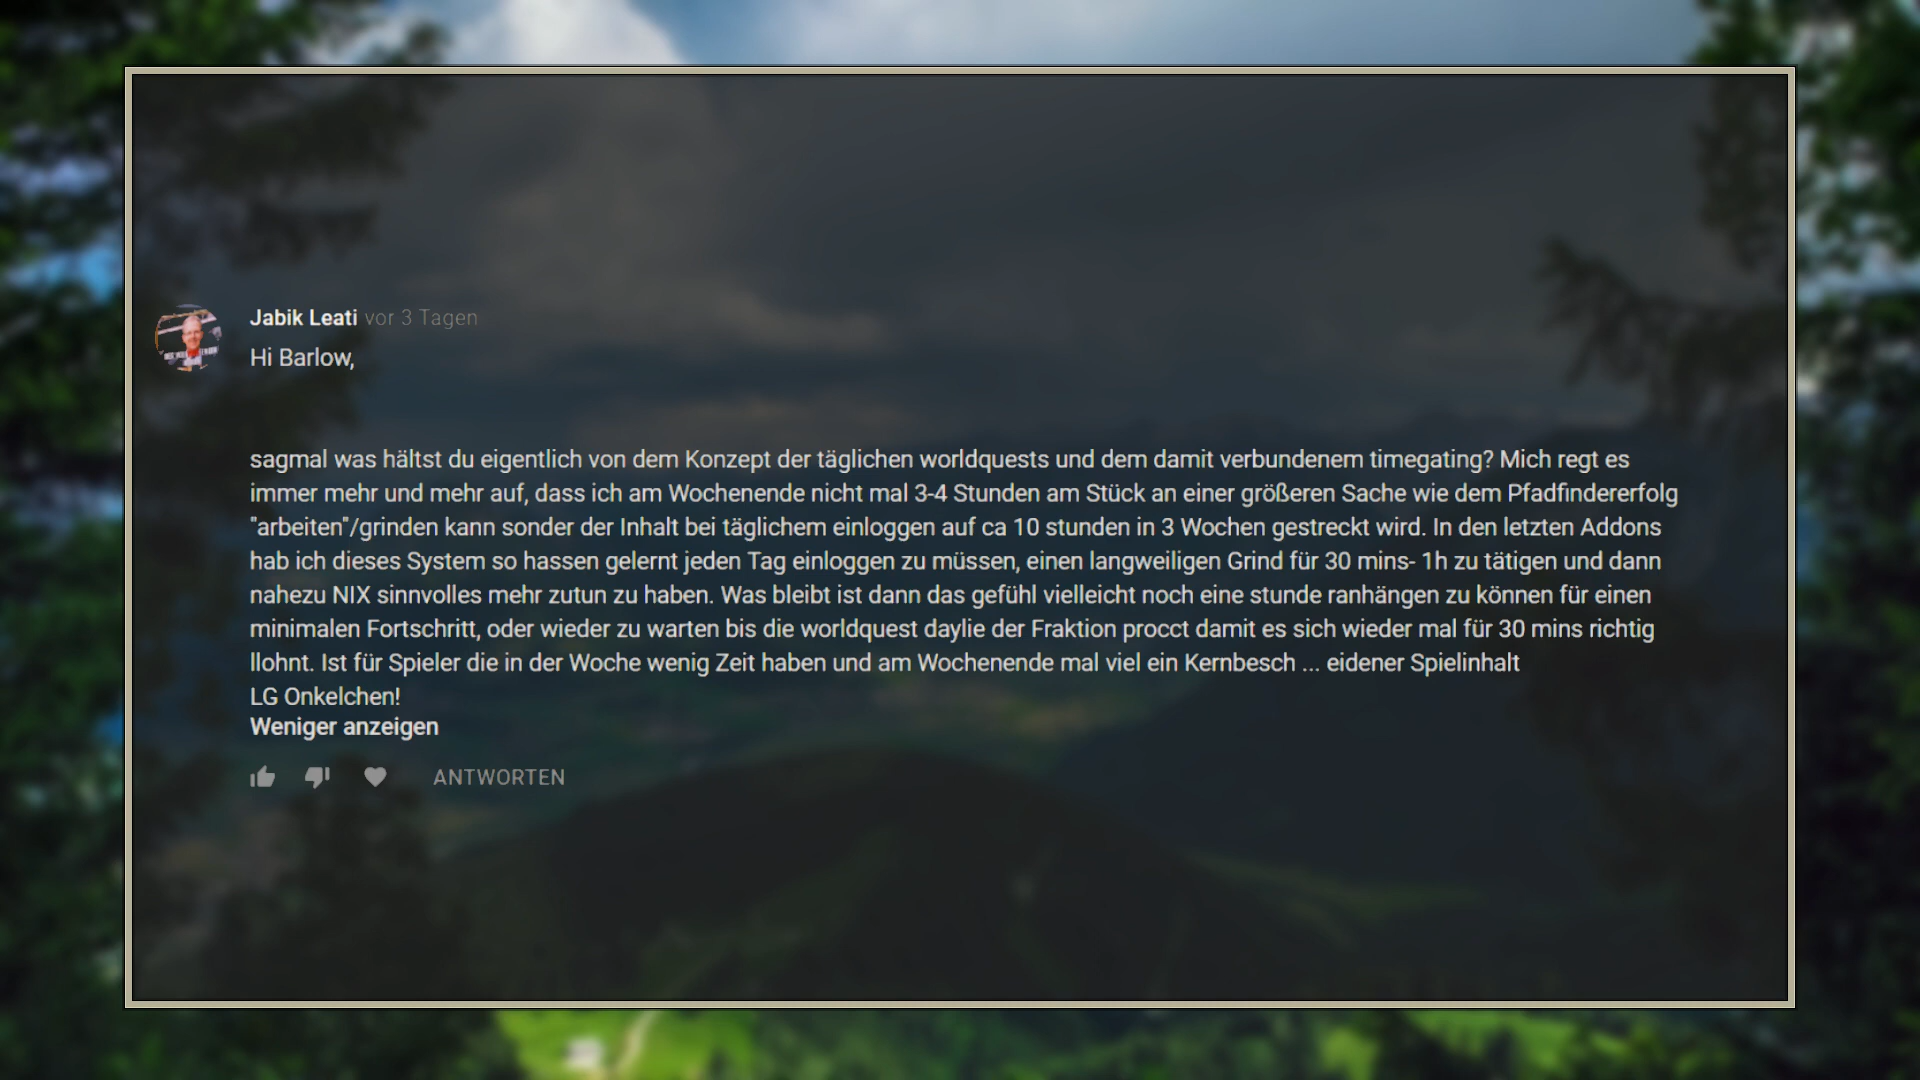 Jabik Leati vor 3 Tagen
Hi Barlow,
sagmal was hältst du eigentlich von dem Konzept der täglichen worldquests und dem damit verbundenem timegating? Mich regt es
immer mehr und mehr auf, dass ich am Wochenende nicht mal 3-4 Stunden am Stück an einer größeren Sache wie dem Pfadfindererfolg
"arbeiten"/grinden kann sonder der Inhalt bei täglichem einloggen auf ca 10 stunden in 3 Wochen gestreckt wird. In den letzten Addons
hab ich dieses System so hassen gelernt jeden Tag einloggen zu müssen, einen langweiligen Grind für 30 mins- 1h zu tätigen und dann
nahezu NIX sinnvolles mehr zutun zu haben. Was bleibt ist dann das gefühl vielleicht noch eine stunde ranhängen zu können für einen
minimalen Fortschritt, oder wieder zu warten bis die worldquest daylie der Fraktion procct damit es sich wieder mal für 30 mins richtig
llohnt. Ist für Spieler die in der Woche wenig Zeit haben und am Wochenende mal viel ein Kernbesch ... eidener Spielinhalt
LG Onkelchen!
Weniger anzeigen
ANTWORTEN